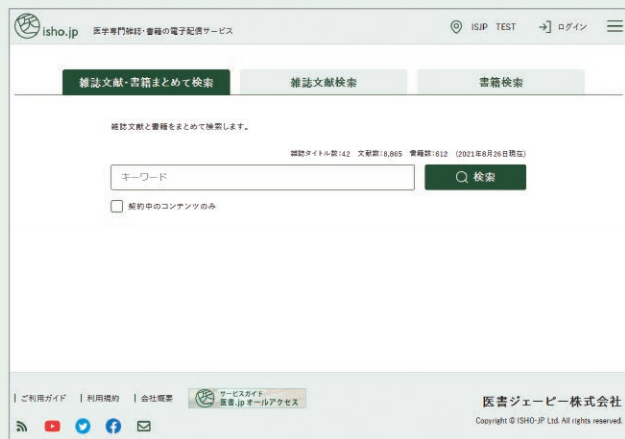 医 isho.jp 医学専門雑誌・書籍の電子配信サービス ISJP TEST ログイン
雑誌文献・書籍まとめて検索 雑誌文献検索 書籍検索
雑誌文献と書籍をまとめて検索します。
雑誌タイトル数:42 文献数:8,865 書籍数:612 (2021年8月26日現在)
キーワード 検索
契約中のコンテンツのみ
ご利用ガイド 利用規約 会社概要 医 サービスガイド
医書.jp オールアクセス
医書ジェーピー株式会社
Copyright © ISHO-JP Ltd. All rights reserved.